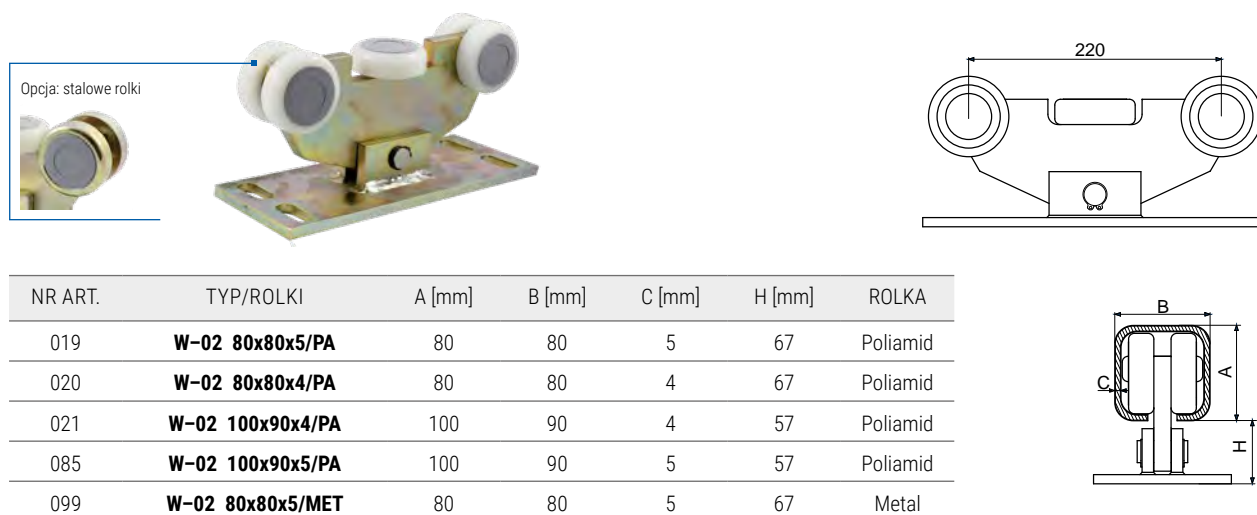 Opcja: stalowe rolki
220
NR ART. TYP/ROLKI A [mm] B [mm] C [mm] H [mm] ROLKA
019 W–02 80x80x5/PA 80 80 5 67 Poliamid
020 W–02 80x80x4/PA 80 80 4 67 Poliamid
021 W–02 100x90x4/PA 100 90 4 57 Poliamid
085 W–02 100x90x5/PA 100 90 5 57 Poliamid
099 W–02 80x80x5/MET 80 80 5 67 Metal
B
A
C
H